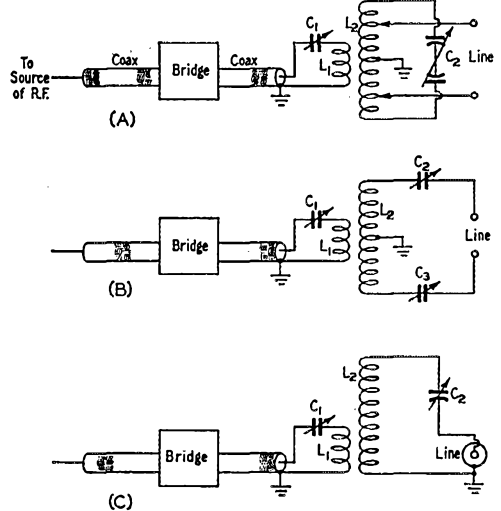 To
Source
of R.F.
Coax
Bridge
Coax
C1
L1
L2
C2
Line
(A)
Bridge
C1
L1
L2
C2
C3
Line
(B)
Bridge
C1
L1
L2
C2
Line
(C)